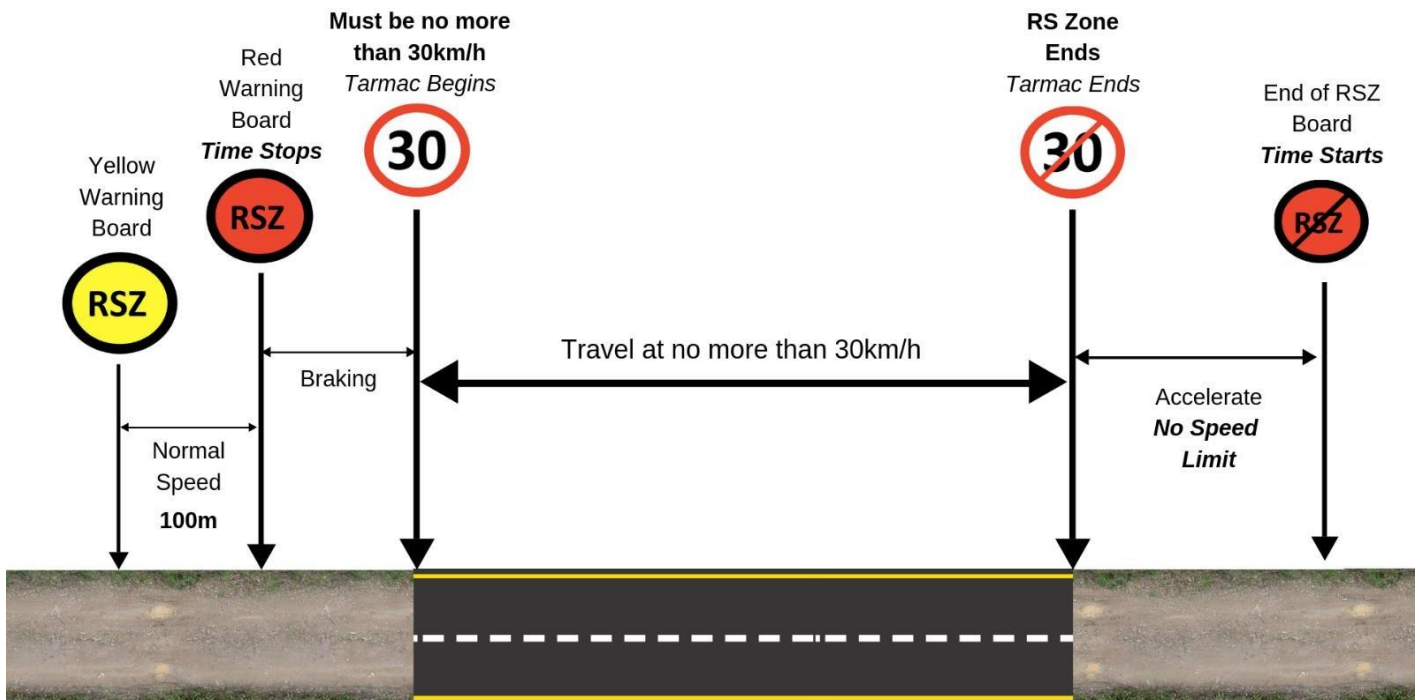 Yellow
Warning
Board
RSZ
Normal
Speed
100m
Red
Warning
Board
Time Stops
RSZ
Braking
Must be no more
than 30km/h
Tarmac Begins
30
Travel at no more than 30km/h
RS Zone
Ends
Tarmac Ends
30
Accelerate
No Speed
Limit
End of RSZ
Board
Time Starts
RSZ